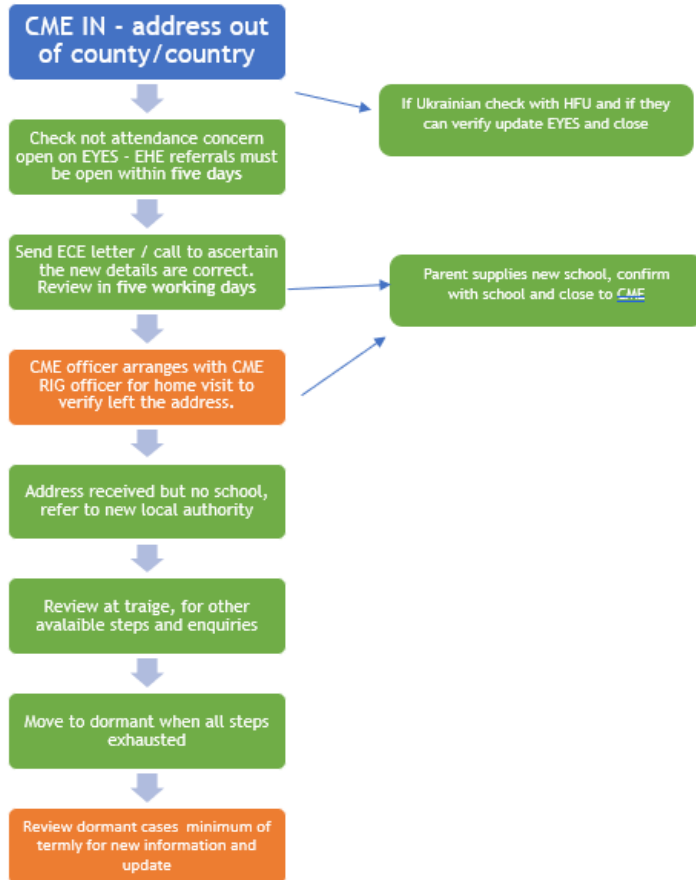 CME IN - address out
of county/country
If Ukrainian check with HFU and if they
can verify update EYES and close
Check not attendance concern
open on EYES - EHE referrals must
be open within five days
Send ECE letter / call to ascertain
the new details are correct.
Review in five working days
Parent supplies new school, confirm
with school and close to CME
CME officer arranges with CME
RIG officer for home visit to
verify left the address.
Address received but no school,
refer to new local authority
Review at traige, for other
avalaible steps and enquiries
Move to dormant when all steps
exhausted
Review dormant cases minimum of
termly for new information and
update